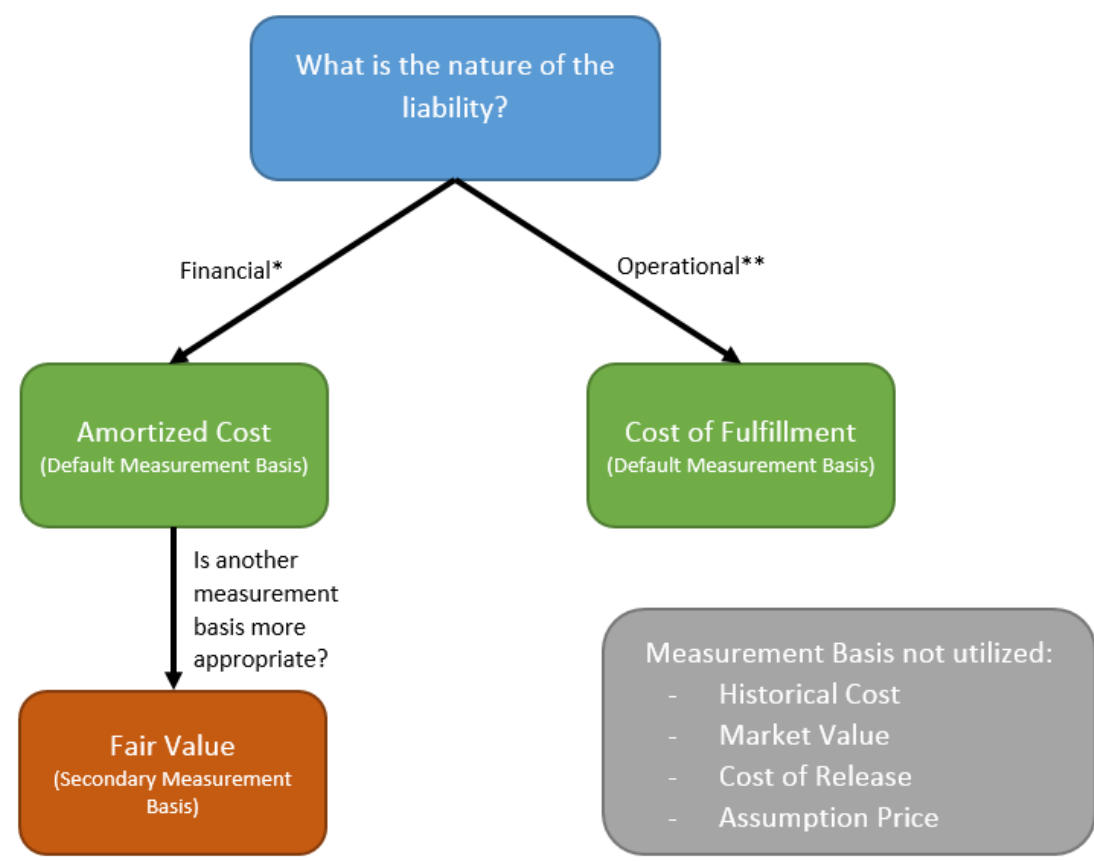 What is the nature of the
liability?
Financial*
Operational**
Amortized Cost
(Default Measurement Basis)
Cost of Fulfillment
(Default Measurement Basis)
Is another
measurement
basis more
appropriate?
Fair Value
(Secondary Measurement
Basis)
Measurement Basis not utilized:
- Historical Cost
- Market Value
- Cost of Release
- Assumption Price